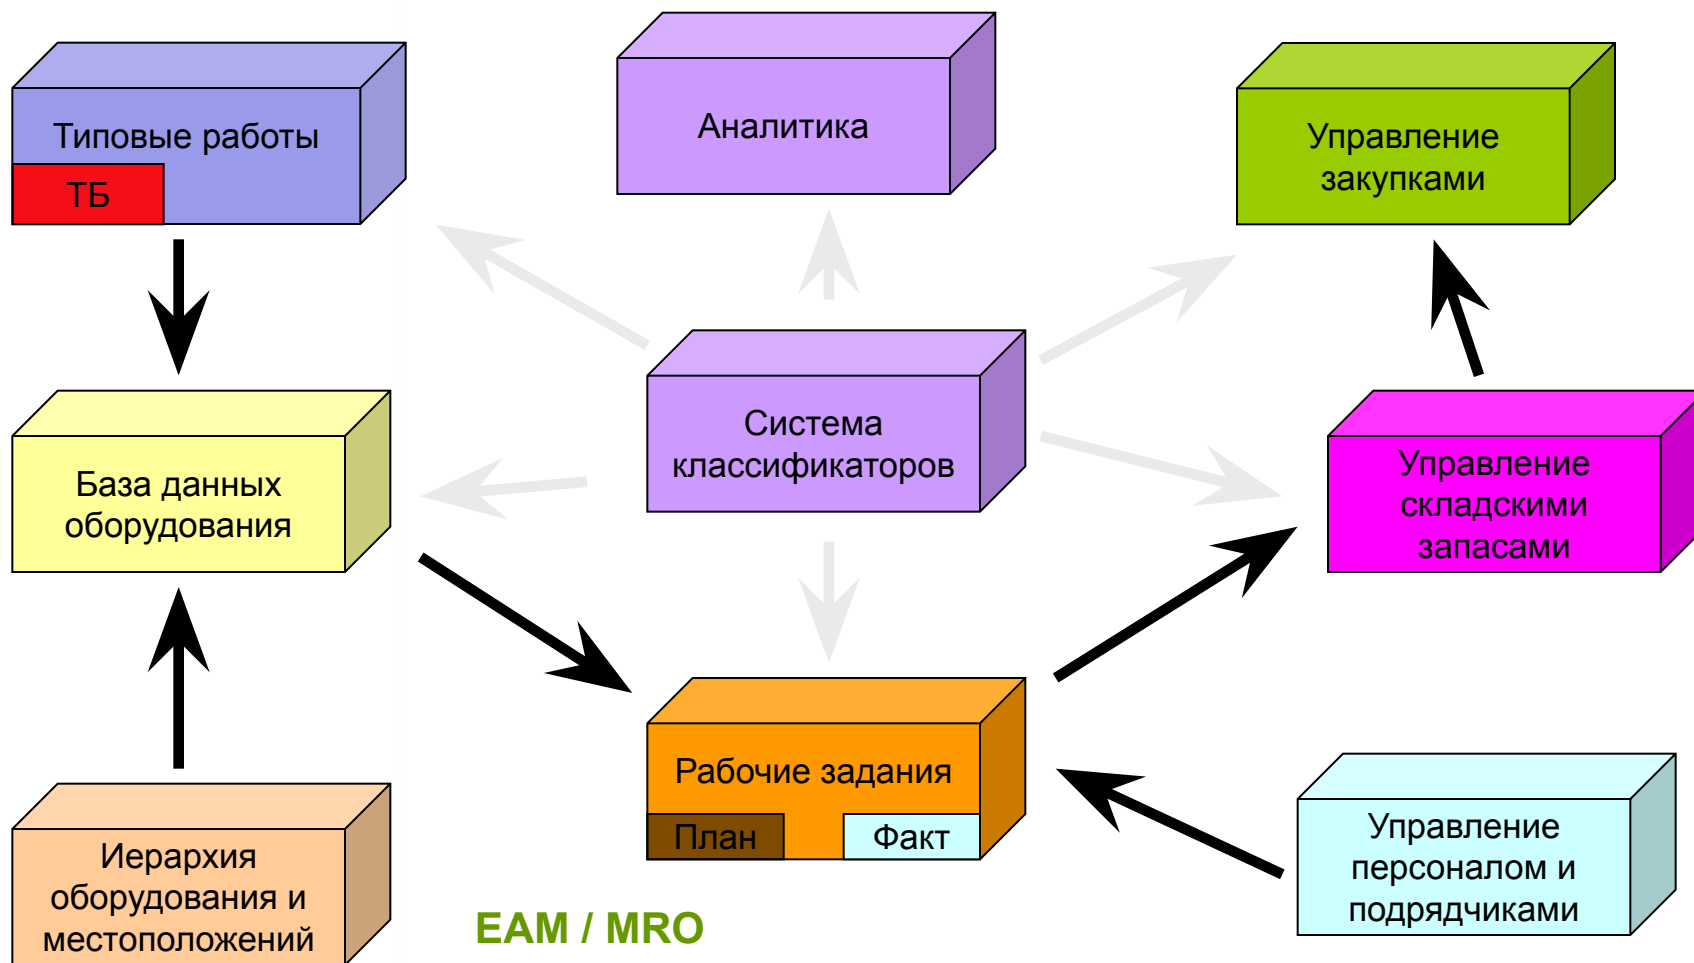 Типовые работы
ТБ
Аналитика
Управление
закупками
База данных
оборудования
Система
классификаторов
Управление
складскими
запасами
Иерархия
оборудования и
местоположений
Рабочие задания
План
Факт
Управление
персоналом и
подрядчиками
EAM / MRO